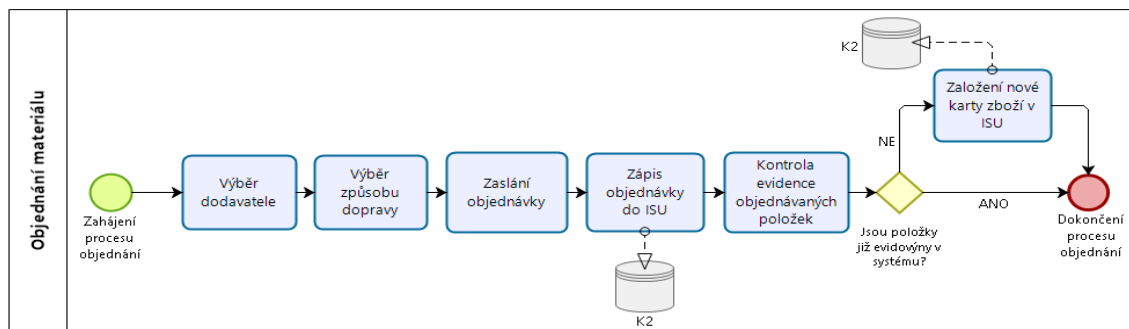 Objednání materiálu
Zahájení
procesu
objednání
Výběr
dodavatele
Výběr
způsobu
dopravy
Zaslání
objednávky
Zápis
objednávky
do ISU
K2
Kontrola
evidence
objednávaných
položek
Jsou položky
již evidovýny v
systému?
NE
K2
Založení nové
karty zboží v
ISU
ANO
Dokončení
procesu
objednání